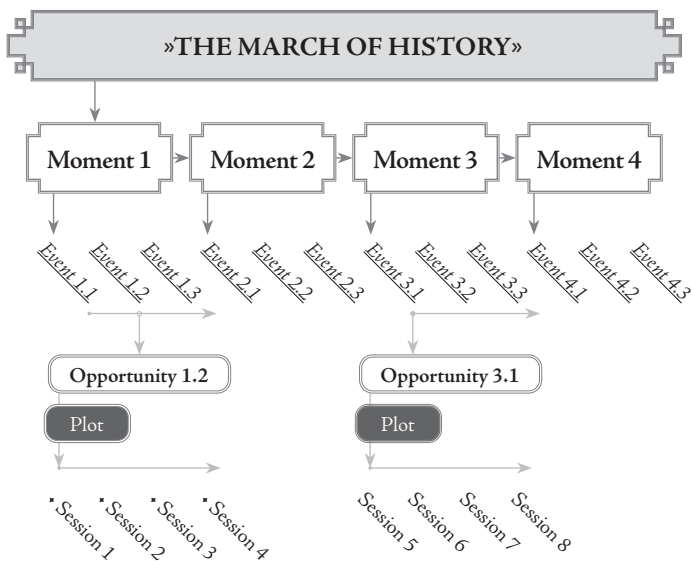 »THE MARCH OF HISTORY»
Moment 1
Moment 2
Moment 3
Moment 4
Event 1.1
Event 1.2
Event 1.3
Event 2.1
Event 2.2
Event 2.3
Event 3.1
Event 3.2
Event 3.3
Event 4.1
Event 4.2
Event 4.3
Opportunity 1.2
Opportunity 3.1
Plot
Plot
Session 1
Session 2
Session 3
Session 4
Session 5
Session 6
Session 7
Session 8